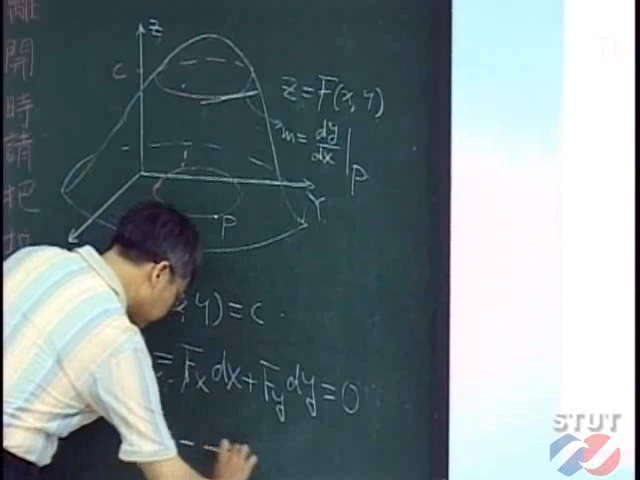 離開時請把
Z
C
Z = F(x, y)
m = dy/dx |P
Y
P
y) = C
= Fx dx + Fy dy = 0
STUT